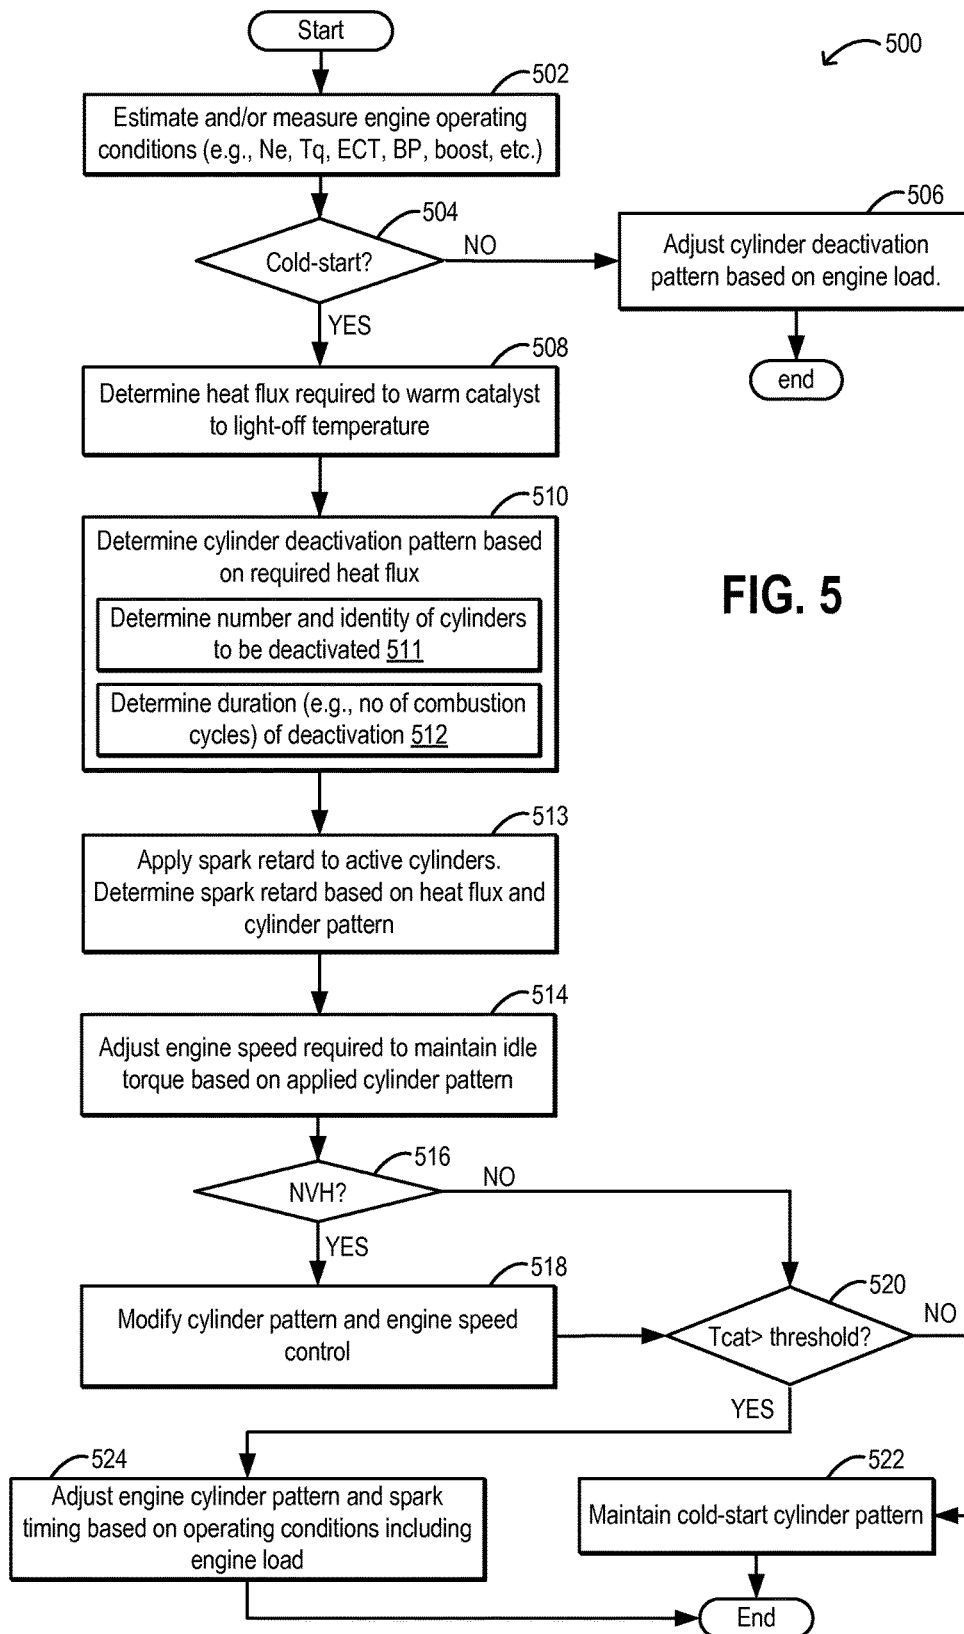 Start
500
502
Estimate and/or measure engine operating
conditions (e.g., Ne, Tq, ECT, BP, boost, etc.)
504
Cold-start?
NO
506
Adjust cylinder deactivation
pattern based on engine load.
end
YES
508
Determine heat flux required to warm catalyst
to light-off temperature
510
Determine cylinder deactivation pattern based
on required heat flux
Determine number and identity of cylinders
to be deactivated 511
Determine duration (e.g., no of combustion
cycles) of deactivation 512
FIG. 5
513
Apply spark retard to active cylinders.
Determine spark retard based on heat flux and
cylinder pattern
514
Adjust engine speed required to maintain idle
torque based on applied cylinder pattern
516
NVH?
NO
YES
518
Modify cylinder pattern and engine speed
control
520
Tcat> threshold?
NO
YES
524
Adjust engine cylinder pattern and spark
timing based on operating conditions including
engine load
522
Maintain cold-start cylinder pattern
End